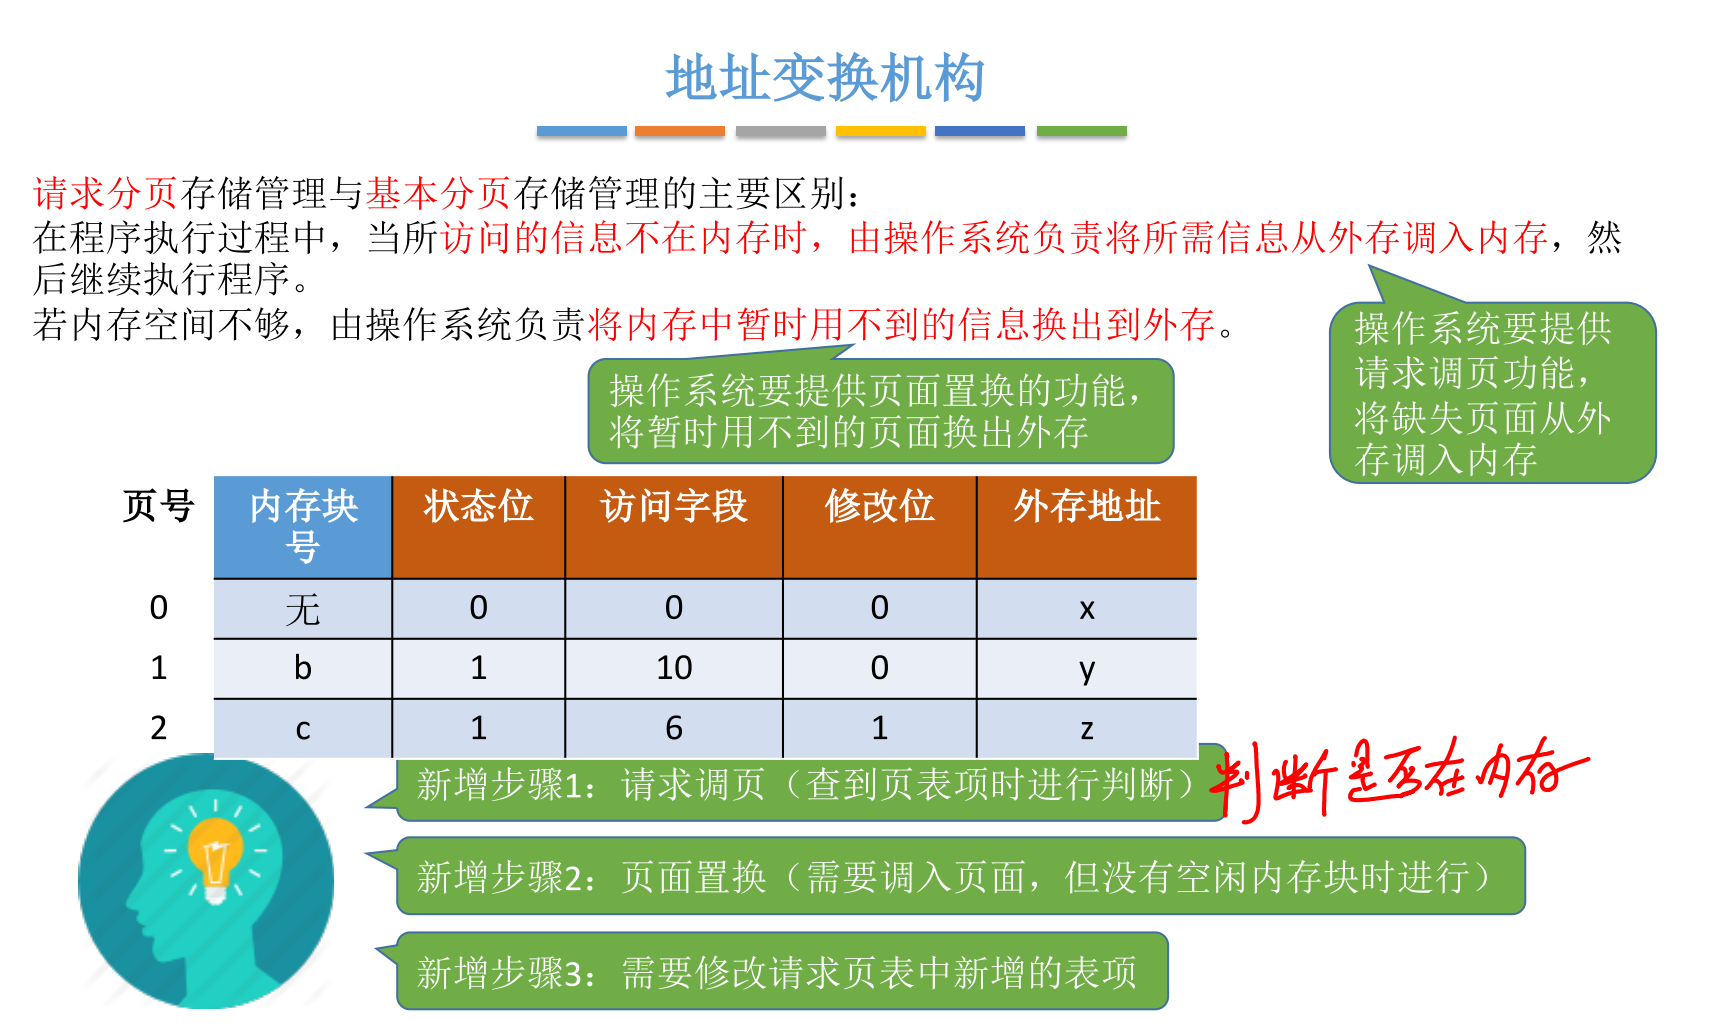 地址变换机构
请求分页存储管理与基本分页存储管理的主要区别：
在程序执行过程中，当所访问的信息不在内存时，由操作系统负责将所需信息从外存调入内存，然
后继续执行程序。
若内存空间不够，由操作系统负责将内存中暂时用不到的信息换出到外存。
操作系统要提供
请求调页功能，
将缺失页面从外
存调入内存
操作系统要提供页面置换的功能，
将暂时用不到的页面换出外存
页号 内存块号 状态位 访问字段 修改位 外存地址
0 无 0 0 0 x
1 b 1 10 0 y
2 c 1 6 1 z
新增步骤1：请求调页（查到页表项时进行判断）
判断是否在内存
新增步骤2：页面置换（需要调入页面，但没有空闲内存块时进行）
新增步骤3：需要修改请求页表中新增的表项